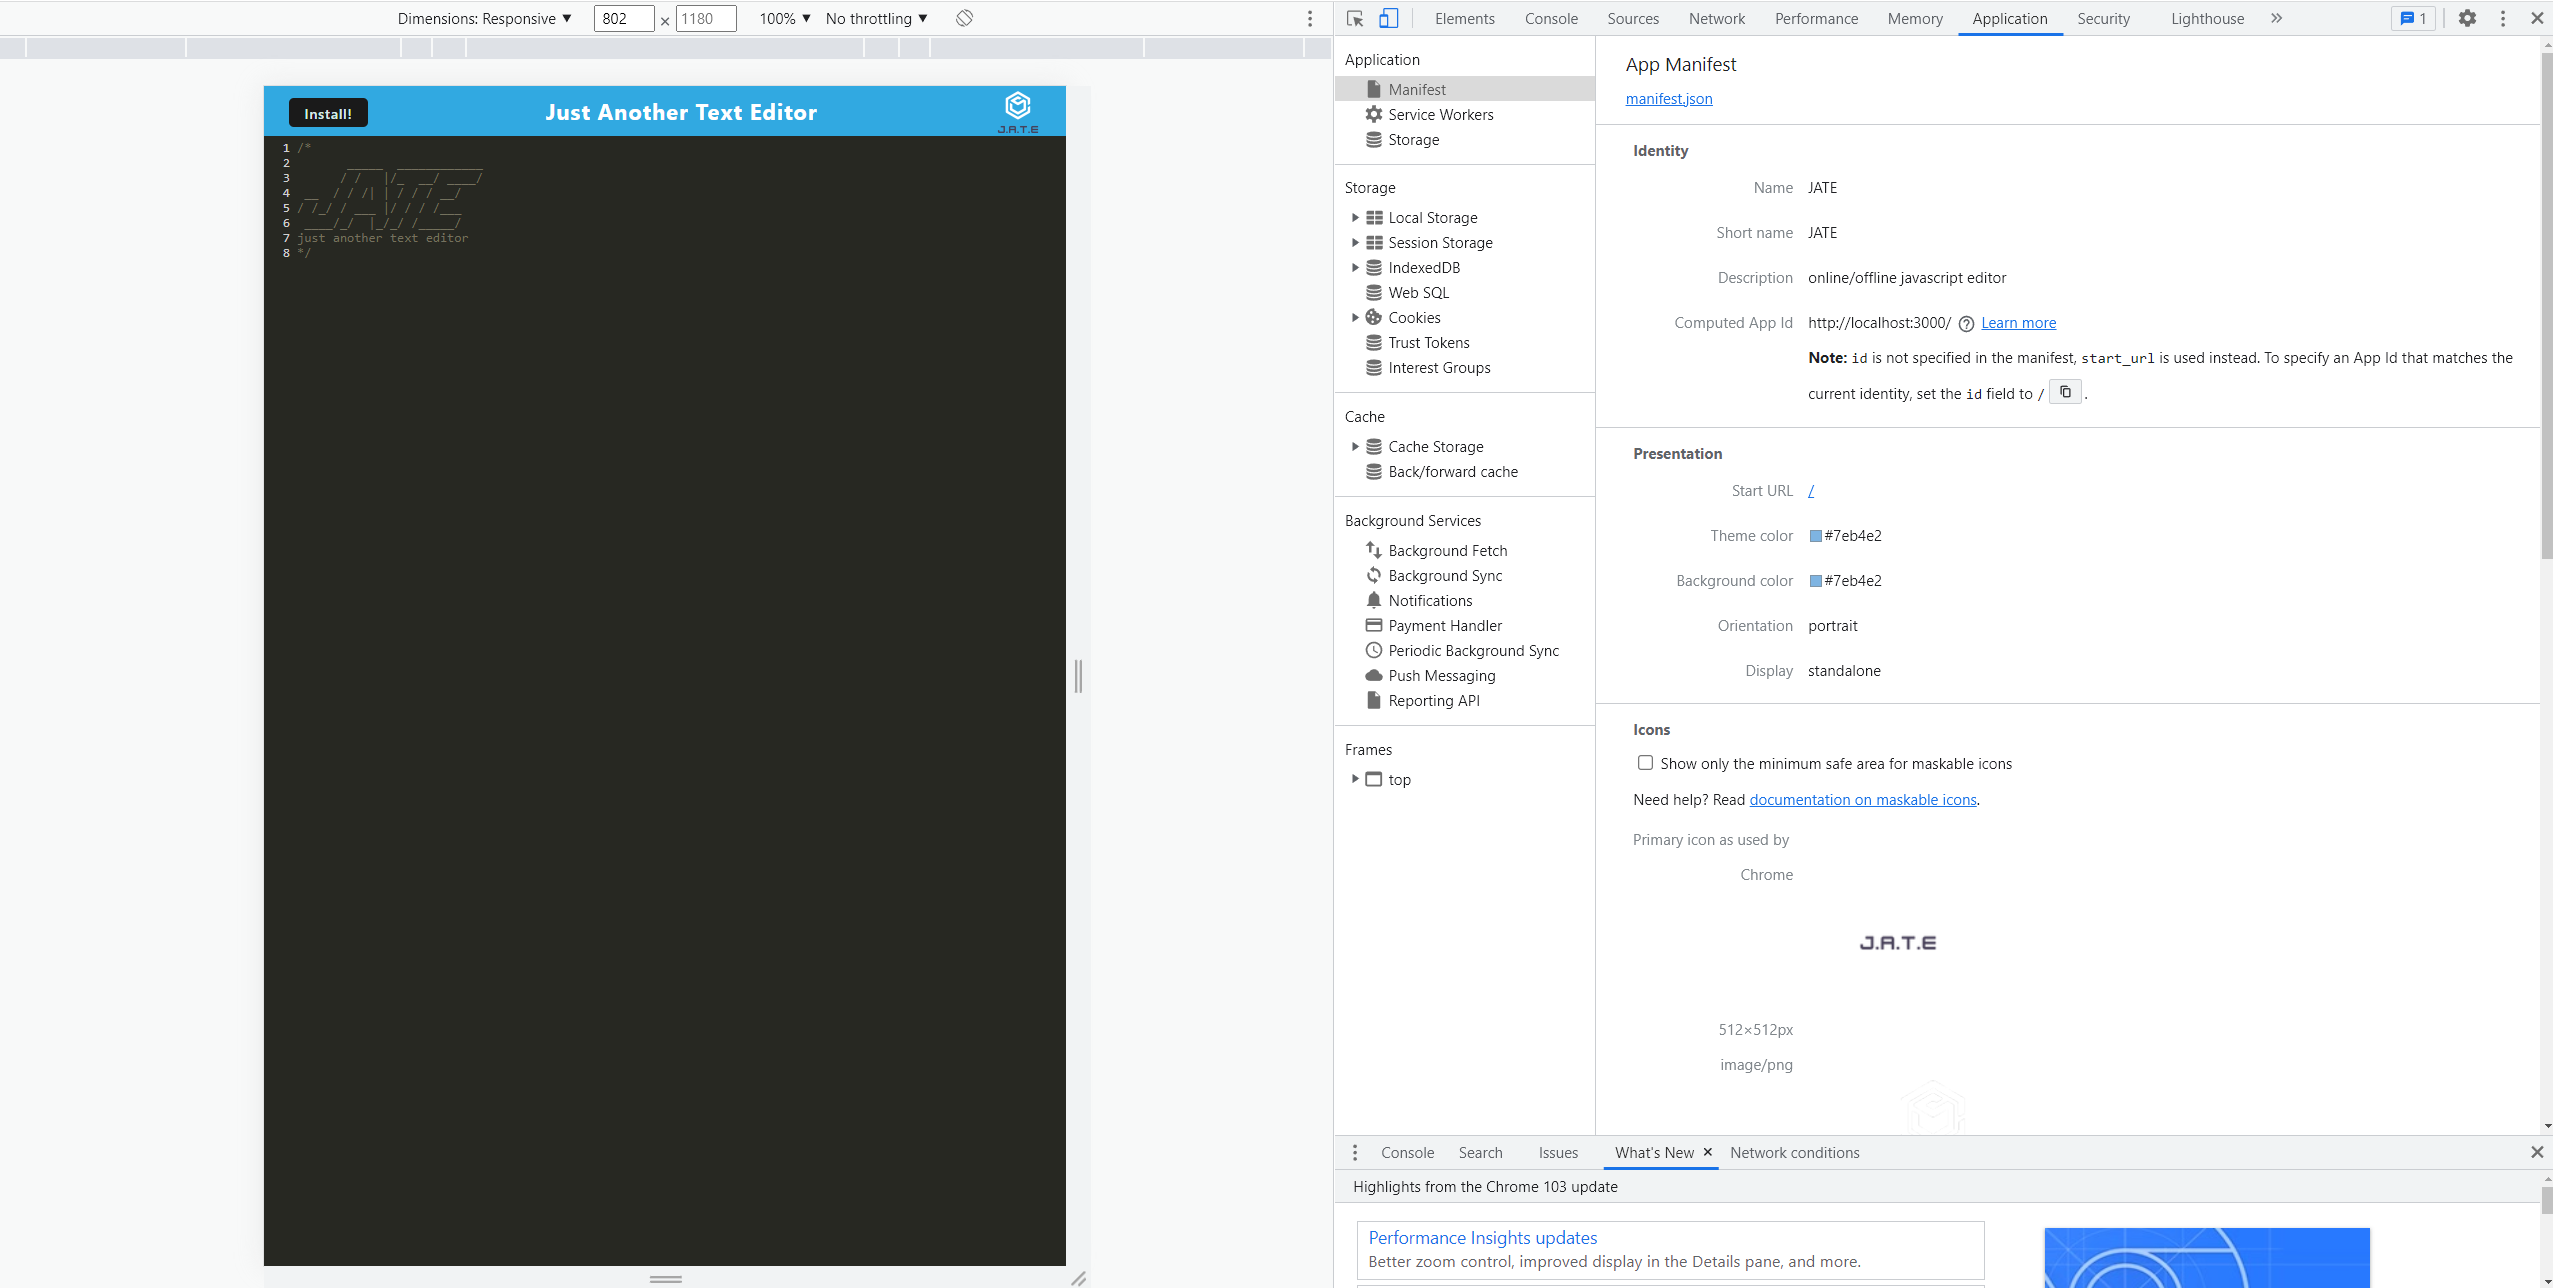 Dimensions: Responsive ▼ 802 × 1180 100% ▼ No throttling ▼
Install!
Just Another Text Editor
J.A.T.E
1 /*
2        _____  ____________
3       / /   |/_  __/ ____/
4  __  / / /| | / / / __/
5 / /_/ / ___ |/ / / /___
6  ____/_/  |_/_/ /_____/
7 just another text editor
8 */
Elements Console Sources Network Performance Memory Application Security Lighthouse » 1
Application
Manifest
Service Workers
Storage
Storage
Local Storage
Session Storage
IndexedDB
Web SQL
Cookies
Trust Tokens
Interest Groups
Cache
Cache Storage
Back/forward cache
Background Services
Background Fetch
Background Sync
Notifications
Payment Handler
Periodic Background Sync
Push Messaging
Reporting API
Frames
top
App Manifest
manifest.json
Identity
Name JATE
Short name JATE
Description online/offline javascript editor
Computed App Id http://localhost:3000/ Learn more
Note: id is not specified in the manifest, start_url is used instead. To specify an App Id that matches the
current identity, set the id field to / .
Presentation
Start URL /
Theme color #7eb4e2
Background color #7eb4e2
Orientation portrait
Display standalone
Icons
Show only the minimum safe area for maskable icons
Need help? Read documentation on maskable icons.
Primary icon as used by
Chrome
J.A.T.E
512×512px
image/png
Console Search Issues What's New × Network conditions
Highlights from the Chrome 103 update
Performance Insights updates
Better zoom control, improved display in the Details pane, and more.